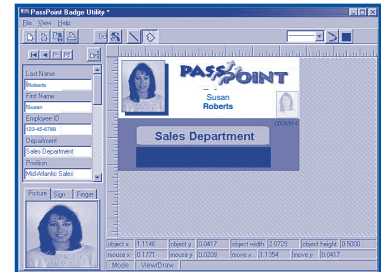 PassPoint Badge Utility *
File View Help
Last Name
Roberts
First Name
Susan
Employee ID
123-45-6789
Department
Sales Department
Position
Mid-Atlantic Sales
Picture Sign Finger
PASSPOINT
Susan
Roberts
Sales Department
object x 1.1146 object y 0.0417 object width 2.0729 object height 0.5000
mouse x 0.1771 mouse y 0.0208 move x 1.1354 move y 0.0417
Mode View/Draw